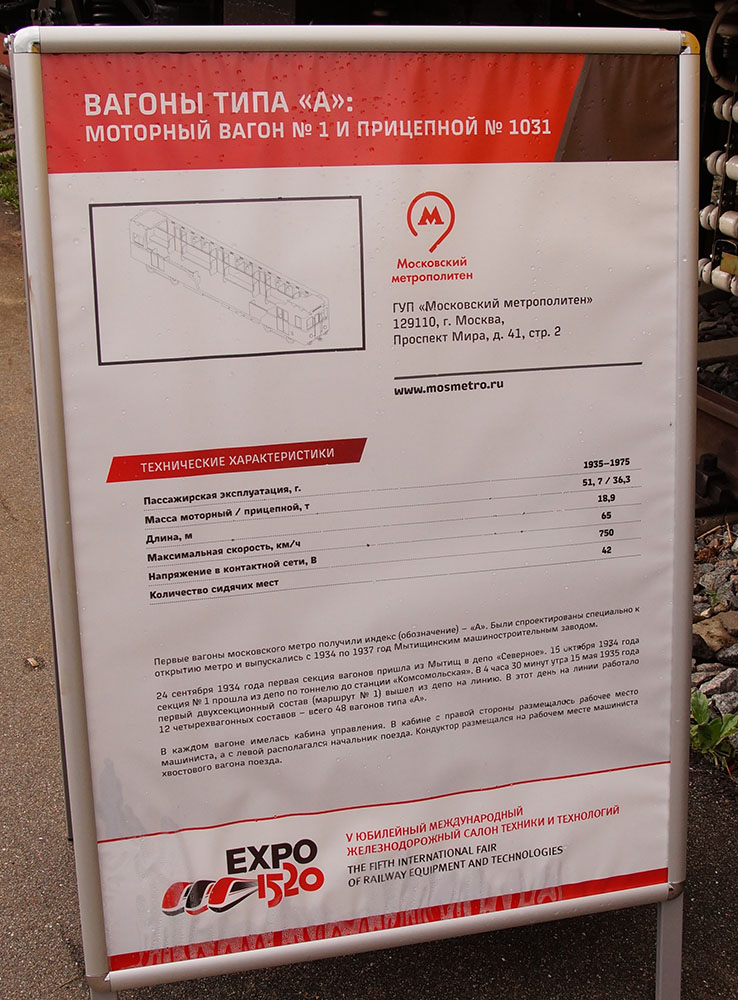 ВАГОНЫ ТИПА «А»:
МОТОРНЫЙ ВАГОН № 1 И ПРИЦЕПНОЙ № 1031
М
Московский
метрополитен
ГУП «Московский метрополитен»
129110, г. Москва,
Проспект Мира, д. 41, стр. 2
www.mosmetro.ru
ТЕХНИЧЕСКИЕ ХАРАКТЕРИСТИКИ
Пассажирская эксплуатация, г. 1935–1975
Масса моторный / прицепной, т 51, 7 / 36,3
Длина, м 18,9
Максимальная скорость, км/ч 65
Напряжение в контактной сети, В 750
Количество сидячих мест 42
Первые вагоны московского метро получили индекс (обозначение) – «А». Были спроектированы специально к
открытию метро и выпускались с 1934 по 1937 год Мытищинским машиностроительным заводом.
24 сентября 1934 года первая секция вагонов пришла из Мытищ в депо «Северное». 15 октября 1934 года
секция № 1 прошла из депо по тоннелю до станции «Комсомольская». В 4 часа 30 минут утра 15 мая 1935 года
первый двухсекционный состав (маршрут № 1) вышел из депо на линию. В этот день на линии работало
12 четырехвагонных составов – всего 48 вагонов типа «А».
В каждом вагоне имелась кабина управления. В кабине с правой стороны размещалось рабочее место
машиниста, а с левой располагался начальник поезда. Кондуктор размещался на рабочем месте машиниста
хвостового вагона поезда.
EXPO
1520
V ЮБИЛЕЙНЫЙ МЕЖДУНАРОДНЫЙ
ЖЕЛЕЗНОДОРОЖНЫЙ САЛОН ТЕХНИКИ И ТЕХНОЛОГИЙ
THE FIFTH INTERNATIONAL FAIR
OF RAILWAY EQUIPMENT AND TECHNOLOGIES